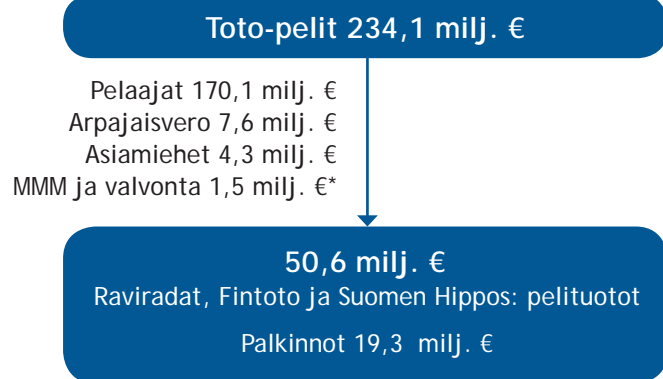 Toto-pelit 234,1 milj. €
Pelaajat 170,1 milj. €
Arpajaisvero 7,6 milj. €
Asiamiehet 4,3 milj. €
MMM ja valvonta 1,5 milj. €*
50,6 milj. €
Raviradat, Fintoto ja Suomen Hippos: pelituotot
Palkinnot 19,3 milj. €